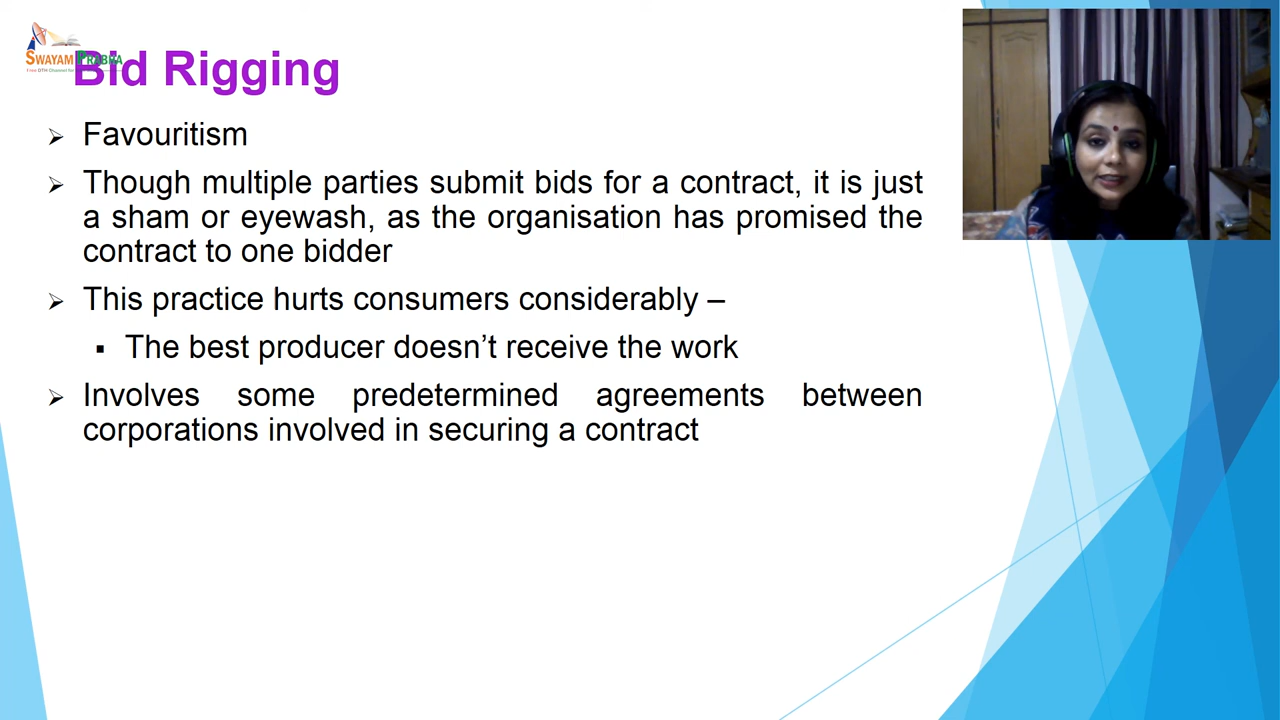 SWAYAM PRABHA
Bid Rigging
Favouritism
Though multiple parties submit bids for a contract, it is just
a sham or eyewash, as the organisation has promised the
contract to one bidder
This practice hurts consumers considerably –
The best producer doesn’t receive the work
Involves some predetermined agreements between
corporations involved in securing a contract